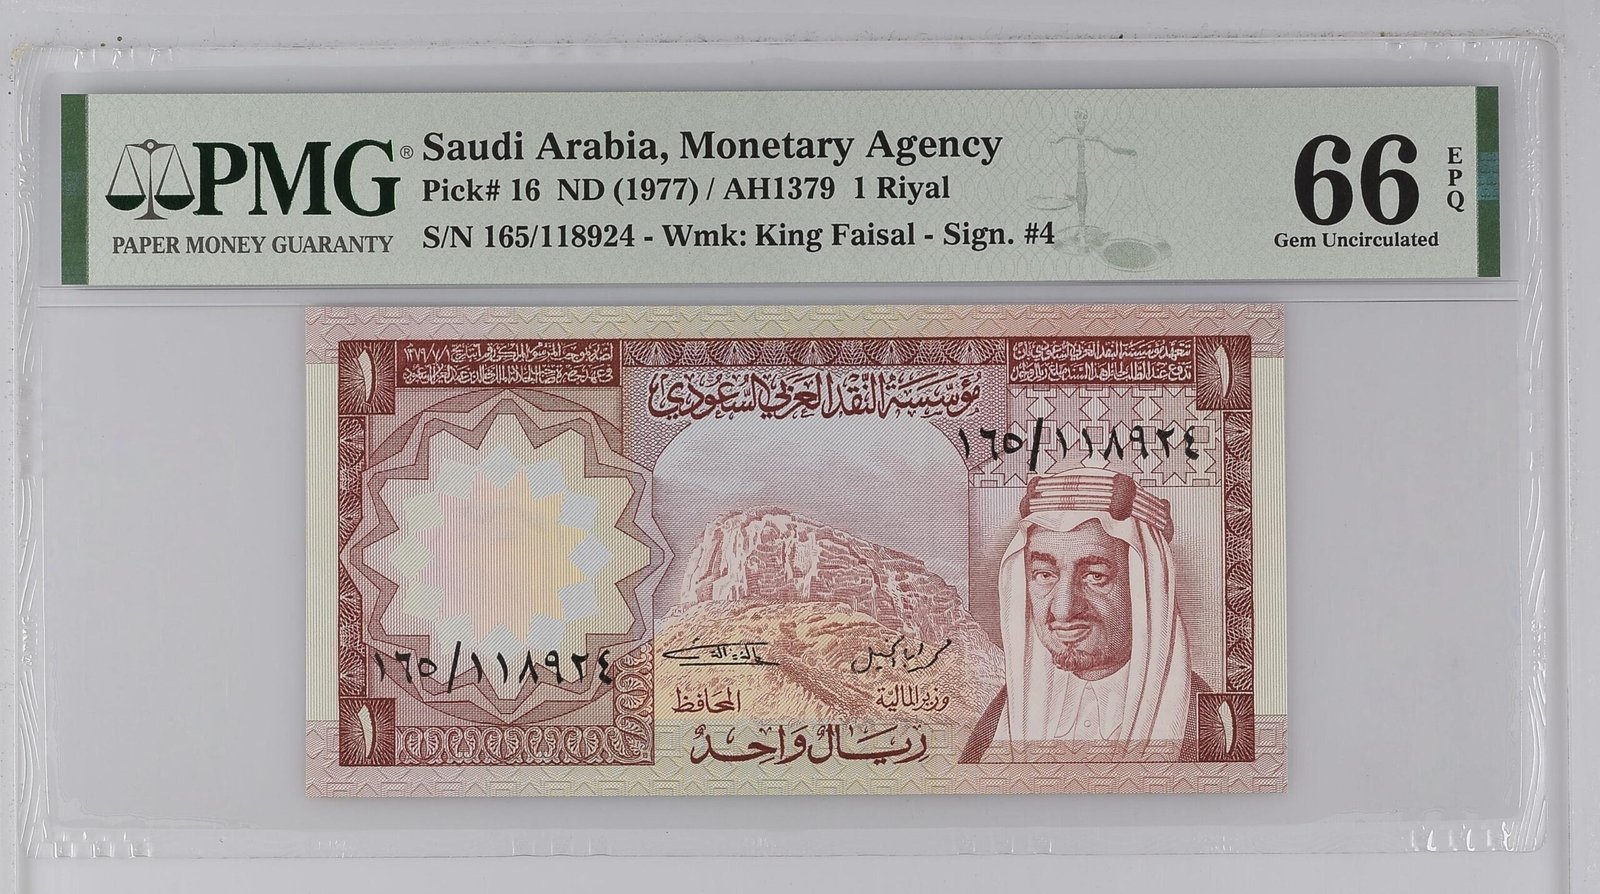 PMG®
PAPER MONEY GUARANTY
Saudi Arabia, Monetary Agency
Pick# 16 ND (1977) / AH1379 1 Riyal
S/N 165/118924 - Wmk: King Faisal - Sign. #4
66
EPQ
Gem Uncirculated
١
١
مؤسسة النقد العربي السعودي
١٦٥/١١٨٩٢٤
١٦٥/١١٨٩٢٤
وزير المالية
المحافظ
١
ريال واحد
١